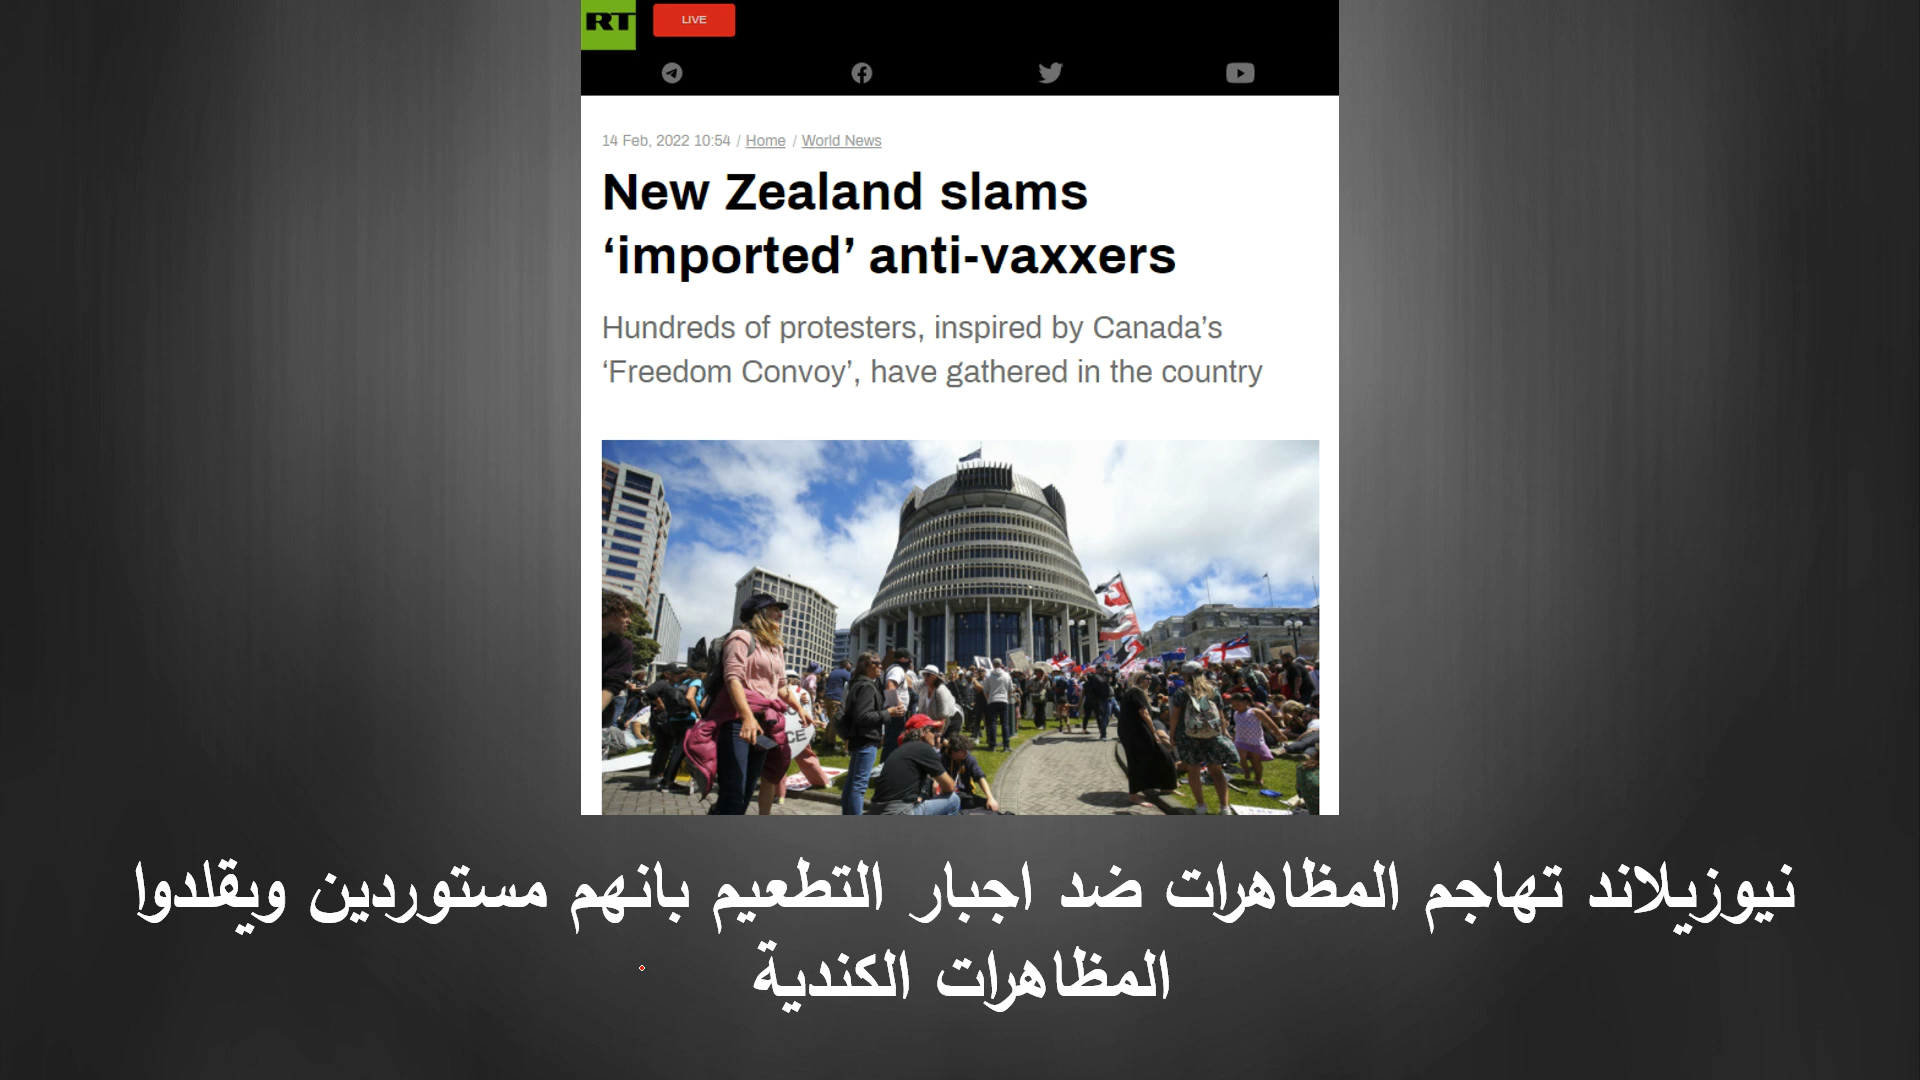 RT
LIVE
14 Feb, 2022 10:54 / Home / World News
New Zealand slams
‘imported’ anti-vaxxers
Hundreds of protesters, inspired by Canada’s
‘Freedom Convoy’, have gathered in the country
CE
نيوزيلاند تهاجم المظاهرات ضد اجبار التطعيم بانهم مستوردين ويقلدوا
المظاهرات الكندية